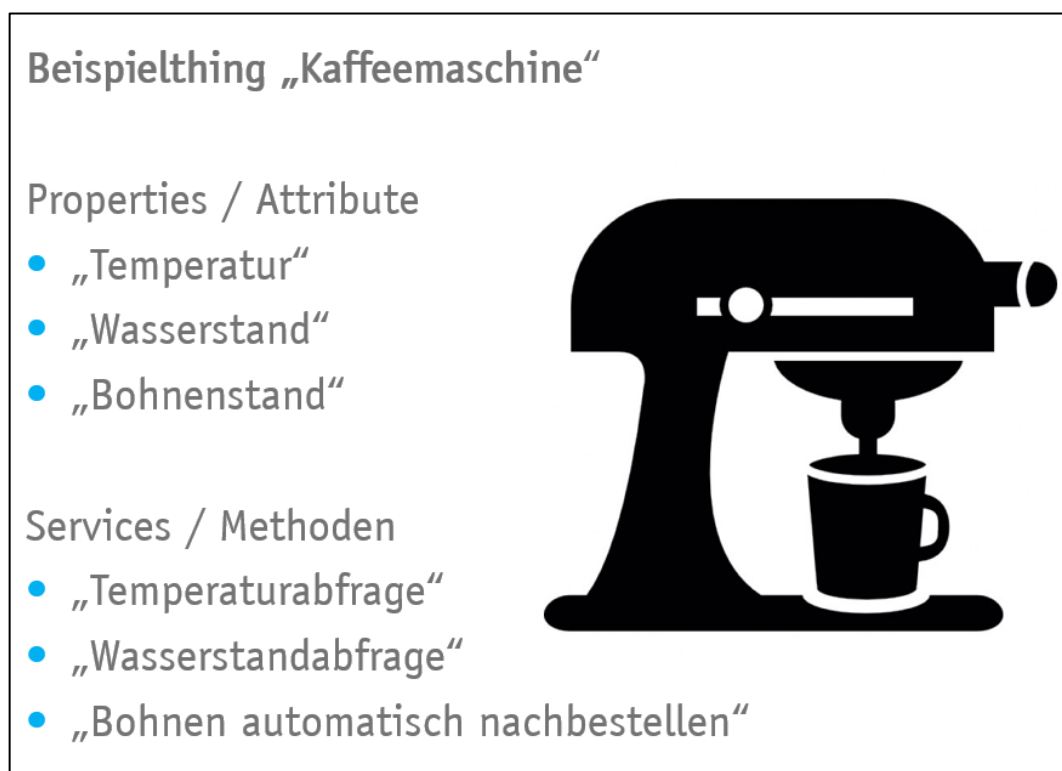 Beispielthing „Kaffeemaschine“
Properties / Attribute
• „Temperatur“
• „Wasserstand“
• „Bohnenstand“
Services / Methoden
• „Temperaturabfrage“
• „Wasserstandabfrage“
• „Bohnen automatisch nachbestellen“